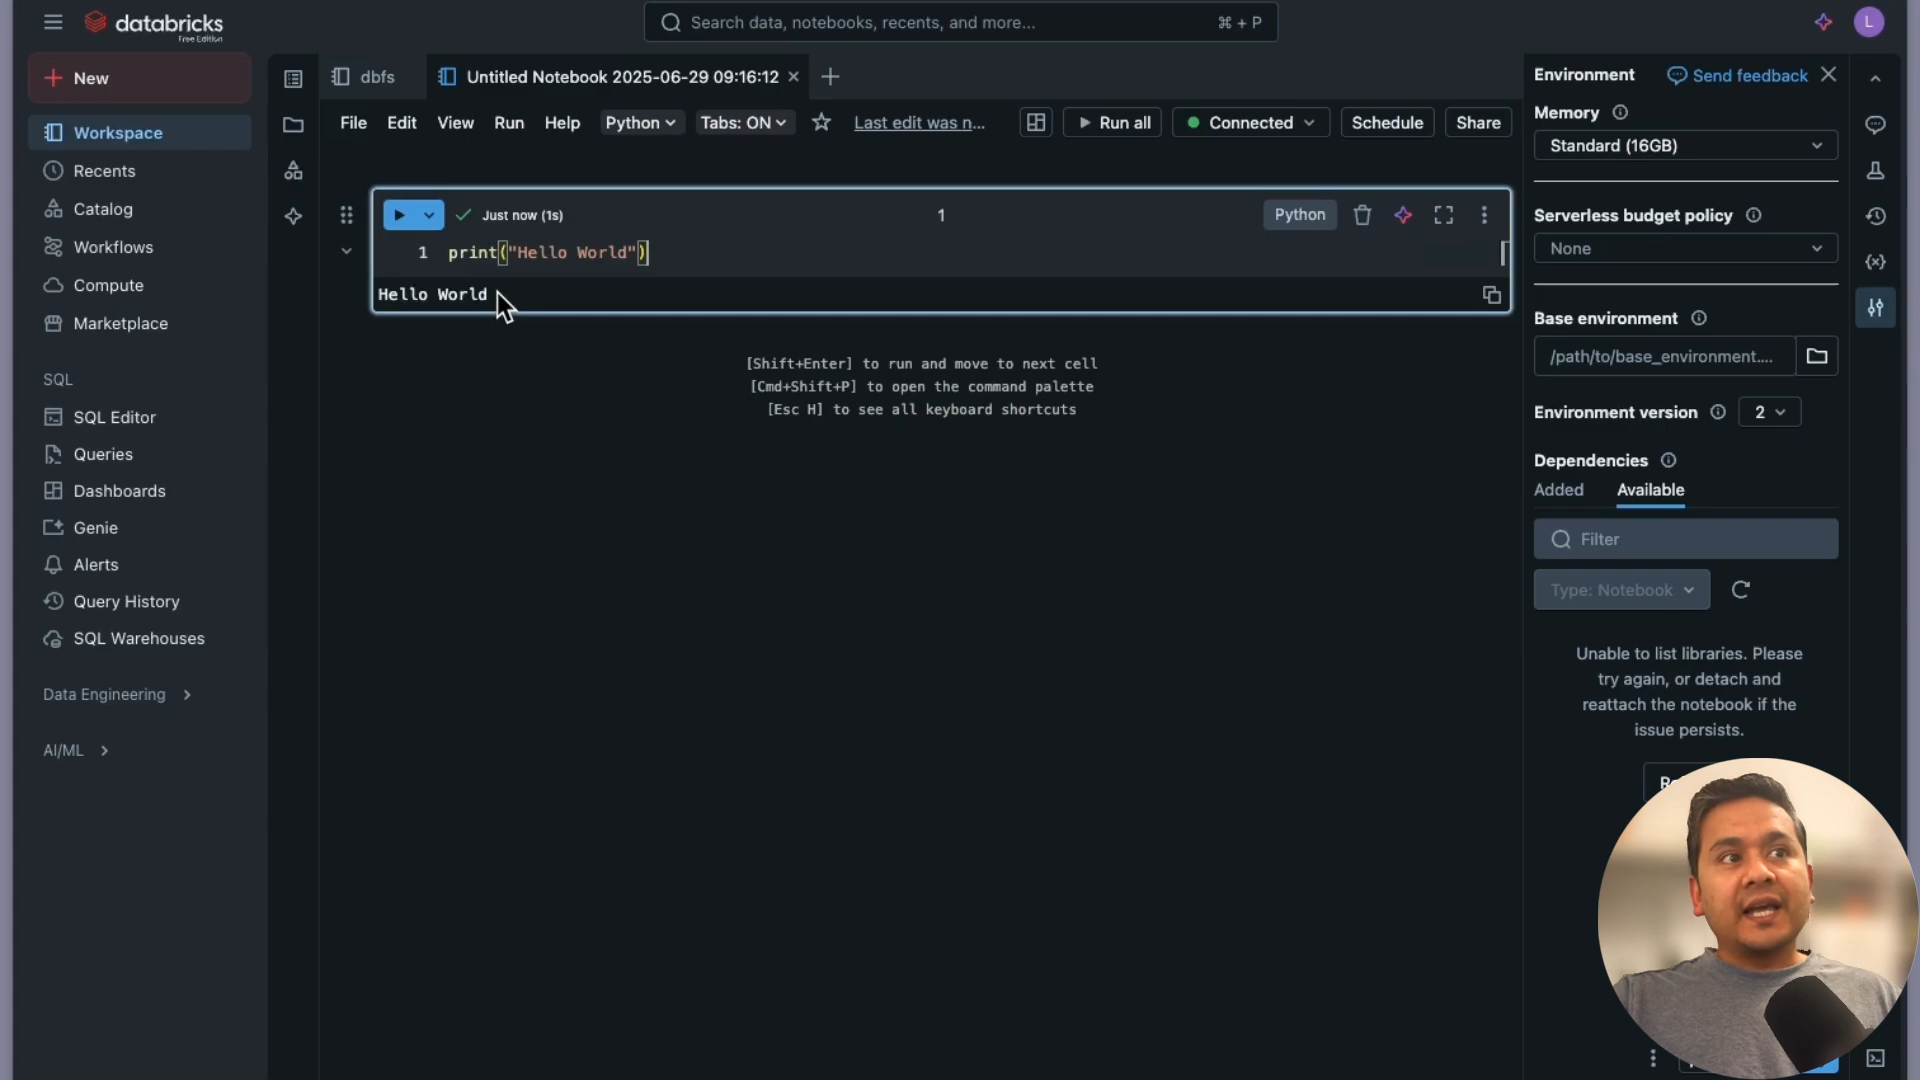 databricks
Free Edition
Search data, notebooks, recents, and more...
⌘ + P
L
New
Workspace
Recents
Catalog
Workflows
Compute
Marketplace
SQL
SQL Editor
Queries
Dashboards
Genie
Alerts
Query History
SQL Warehouses
Data Engineering
AI/ML
dbfs
Untitled Notebook 2025-06-29 09:16:12
File Edit View Run Help Python Tabs: ON Last edit was n... Run all Connected Schedule Share
Just now (1s)
1
Python
1 print("Hello World")
Hello World
[Shift+Enter] to run and move to next cell
[Cmd+Shift+P] to open the command palette
[Esc H] to see all keyboard shortcuts
Environment Send feedback
Memory
Standard (16GB)
Serverless budget policy
None
Base environment
/path/to/base_environment....
Environment version 2
Dependencies
Added Available
Filter
Type: Notebook
Unable to list libraries. Please
try again, or detach and
reattach the notebook if the
issue persists.